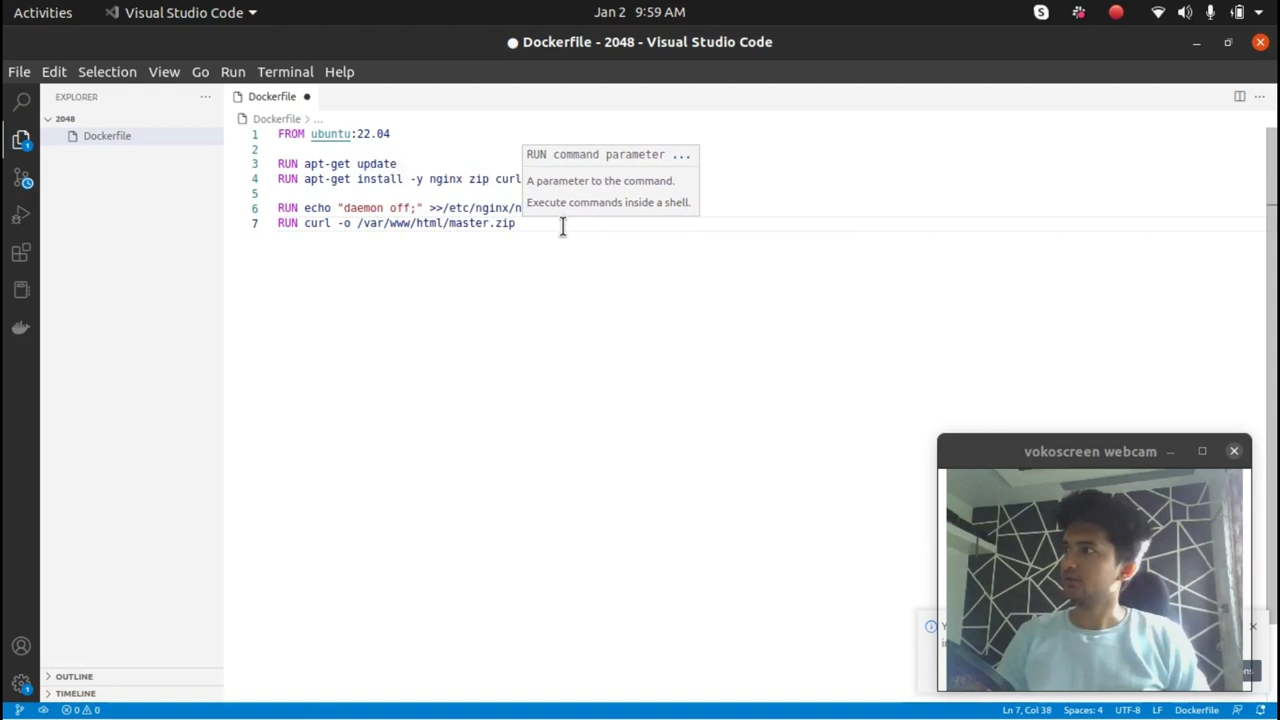 Activities
Visual Studio Code
Jan 2 9:59 AM
● Dockerfile - 2048 - Visual Studio Code
File Edit Selection View Go Run Terminal Help
EXPLORER
2048
Dockerfile
Dockerfile ●
Dockerfile > ...
1 FROM ubuntu:22.04
2
3 RUN apt-get update
4 RUN apt-get install -y nginx zip curl
5
6 RUN echo "daemon off;" >>/etc/nginx/n
7 RUN curl -o /var/www/html/master.zip
RUN command parameter ...
A parameter to the command.
Execute commands inside a shell.
vokoscreen webcam
OUTLINE
TIMELINE
0 0
Ln 7, Col 38 Spaces: 4 UTF-8 LF Dockerfile